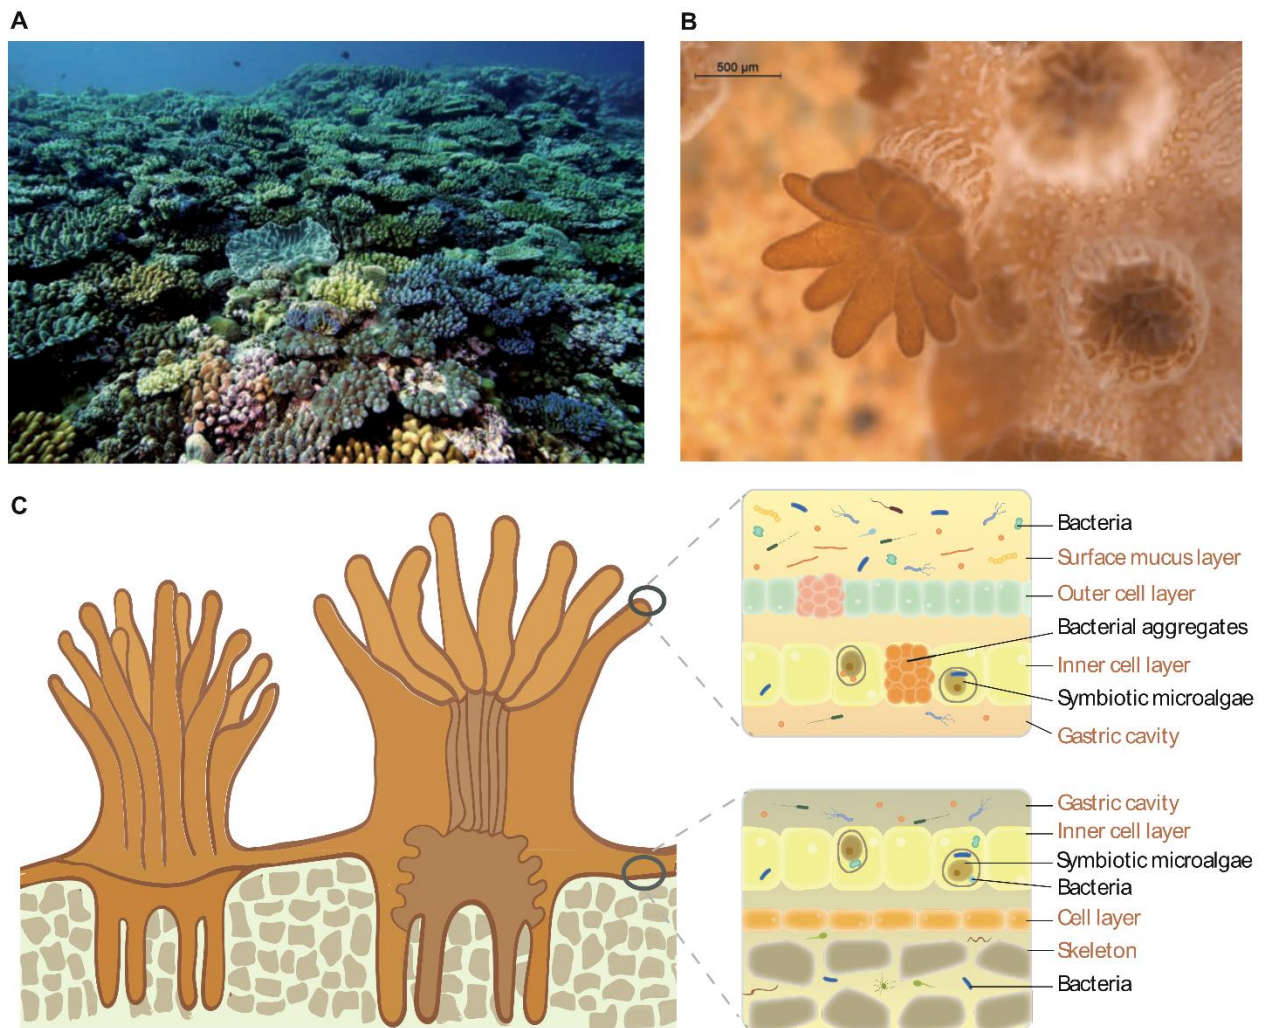 A
B
500 µm
C
Bacteria
Surface mucus layer
Outer cell layer
Bacterial aggregates
Inner cell layer
Symbiotic microalgae
Gastric cavity
Gastric cavity
Inner cell layer
Symbiotic microalgae
Bacteria
Cell layer
Skeleton
Bacteria